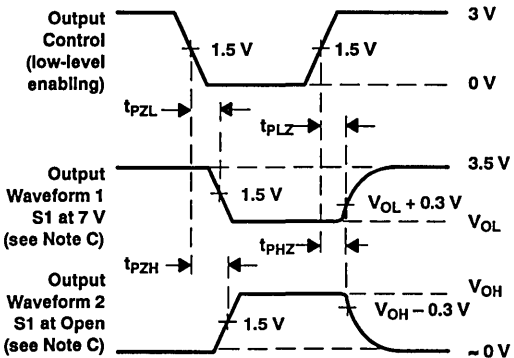 Output
Control
(low-level
enabling)
3 V
1.5 V
1.5 V
0 V
tPZL
tPLZ
Output
Waveform 1
S1 at 7 V
(see Note C)
3.5 V
1.5 V
VOL + 0.3 V
VOL
tPZH
tPHZ
Output
Waveform 2
S1 at Open
(see Note C)
VOH
VOH – 0.3 V
1.5 V
~ 0 V